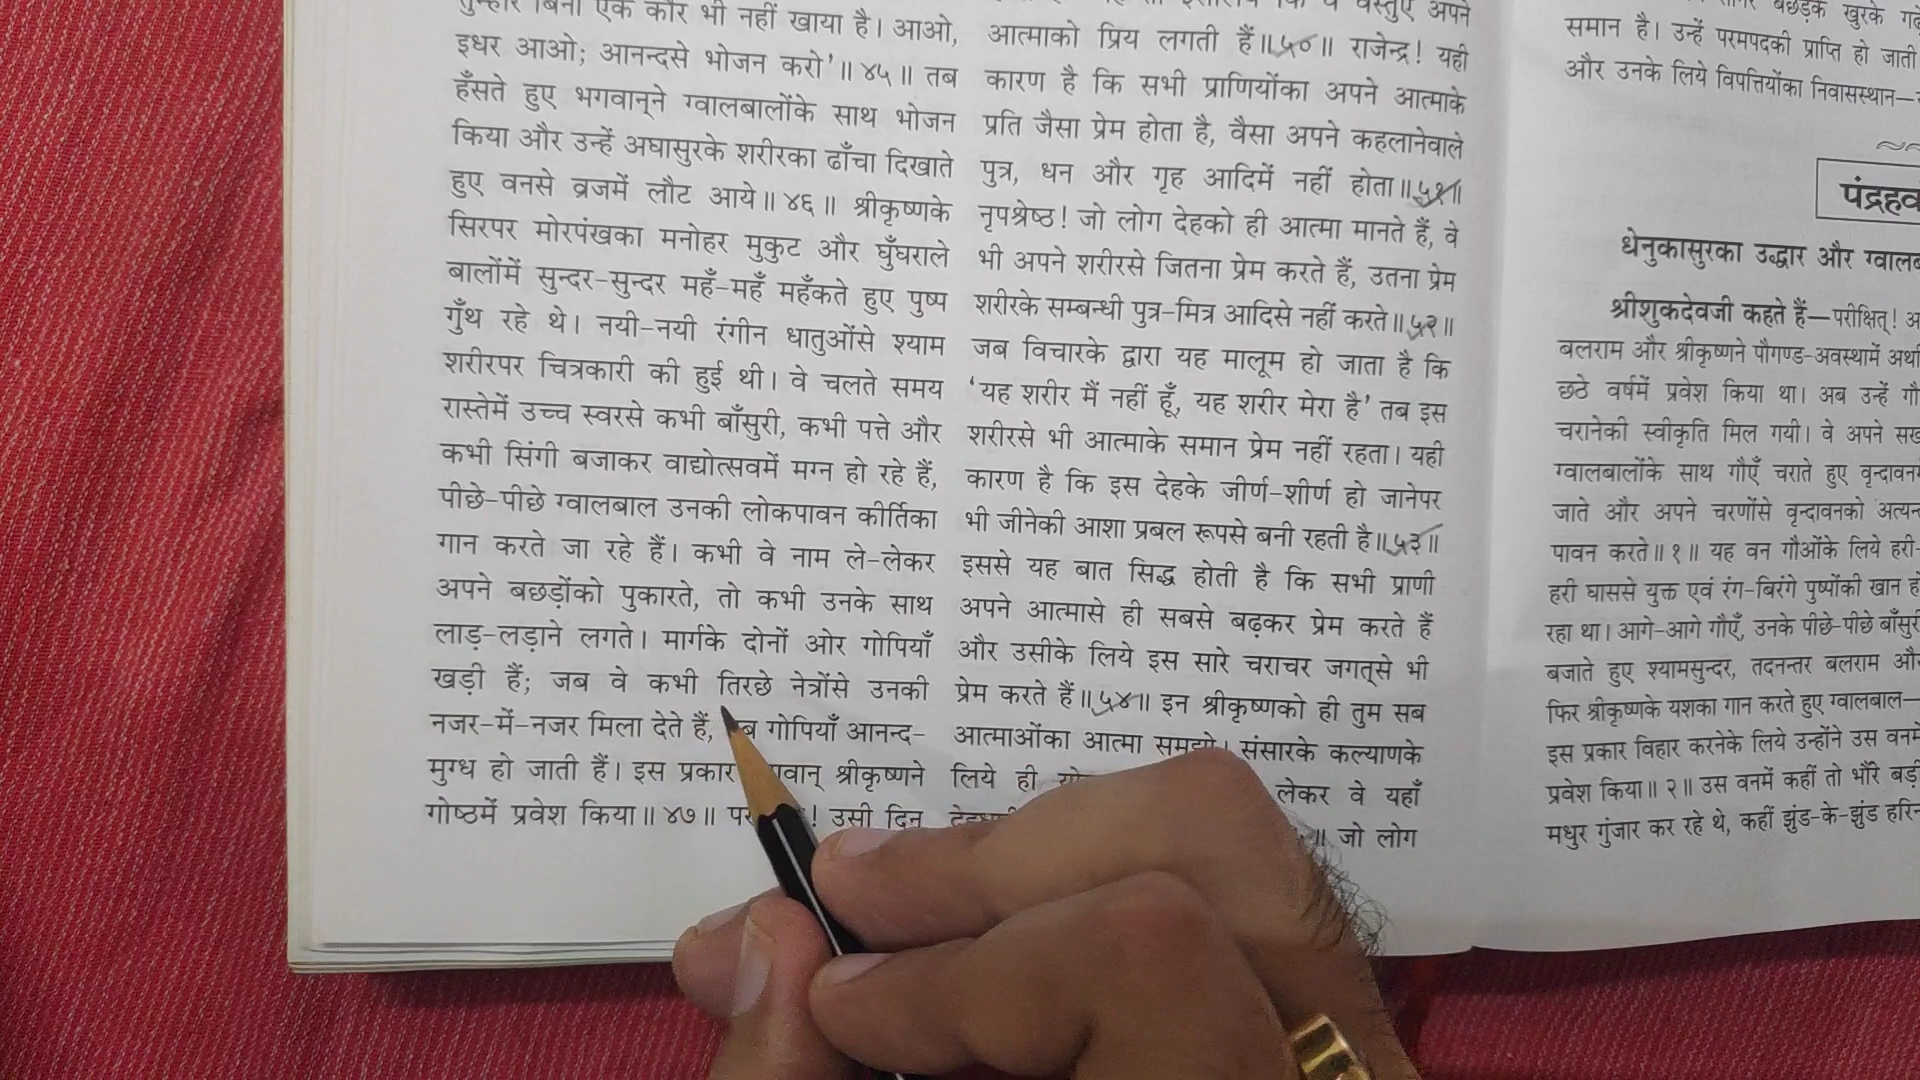 तुम्हारे बिना एक कौर भी नहीं खाया है। आओ,
इधर आओ; आनन्दसे भोजन करो’॥ ४५॥ तब
हँसते हुए भगवान्‌ने ग्वालबालोंके साथ भोजन
किया और उन्हें अघासुरके शरीरका ढाँचा दिखाते
हुए वनसे व्रजमें लौट आये॥ ४६॥ श्रीकृष्णके
सिरपर मोरपंखका मनोहर मुकुट और घुँघराले
बालोंमें सुन्दर-सुन्दर महँ-महँ महँकते हुए पुष्प
गुँथ रहे थे। नयी-नयी रंगीन धातुओंसे श्याम
शरीरपर चित्रकारी की हुई थी। वे चलते समय
रास्तेमें उच्च स्वरसे कभी बाँसुरी, कभी पत्ते और
कभी सिंगी बजाकर वाद्योत्सवमें मग्न हो रहे हैं,
पीछे-पीछे ग्वालबाल उनकी लोकपावन कीर्तिका
गान करते जा रहे हैं। कभी वे नाम ले-लेकर
अपने बछड़ोंको पुकारते, तो कभी उनके साथ
लाड़-लड़ाने लगते। मार्गके दोनों ओर गोपियाँ
खड़ी हैं; जब वे कभी तिरछे नेत्रोंसे उनकी
नजर-में-नजर मिला देते हैं, गोपियाँ आनन्द-
मुग्ध हो जाती हैं। इस प्रकार श्रीकृष्णने
गोष्ठमें प्रवेश किया॥ ४७॥ उसी दिन
वस्तुएँ अपने
आत्माको प्रिय लगती हैं॥ ५०॥ राजेन्द्र! यही
कारण है कि सभी प्राणियोंका अपने आत्माके
प्रति जैसा प्रेम होता है, वैसा अपने कहलानेवाले
पुत्र, धन और गृह आदिमें नहीं होता॥ ५१॥
नृपश्रेष्ठ! जो लोग देहको ही आत्मा मानते हैं, वे
भी अपने शरीरसे जितना प्रेम करते हैं, उतना प्रेम
शरीरके सम्बन्धी पुत्र-मित्र आदिसे नहीं करते॥ ५२॥
जब विचारके द्वारा यह मालूम हो जाता है कि
‘यह शरीर मैं नहीं हूँ, यह शरीर मेरा है’ तब इस
शरीरसे भी आत्माके समान प्रेम नहीं रहता। यही
कारण है कि इस देहके जीर्ण-शीर्ण हो जानेपर
भी जीनेकी आशा प्रबल रूपसे बनी रहती है॥ ५३॥
इससे यह बात सिद्ध होती है कि सभी प्राणी
अपने आत्मासे ही सबसे बढ़कर प्रेम करते हैं
और उसीके लिये इस सारे चराचर जगत्‌से भी
प्रेम करते हैं॥ ५४॥ इन श्रीकृष्णको ही तुम सब
आत्माओंका आत्मा समझो। संसारके कल्याणके
लिये ही लेकर वे यहाँ
॥ जो लोग
बछड़ेके खुरके
समान है। उन्हें परमपदकी प्राप्ति हो जाती
और उनके लिये विपत्तियोंका निवासस्थान—
धेनुकासुरका उद्धार और
श्रीशुकदेवजी कहते हैं—परीक्षित्!
बलराम और श्रीकृष्णने पौगण्ड-अवस्थामें
छठे वर्षमें प्रवेश किया था। अब उन्हें
चरानेकी स्वीकृति मिल गयी। वे अपने
ग्वालबालोंके साथ गौएँ चराते हुए
जाते और अपने चरणोंसे वृन्दावनको
पावन करते॥ १॥ यह वन गौओंके लिये हरी-
हरी घाससे युक्त एवं रंग-बिरंगे पुष्पोंकी खान
रहा था। आगे-आगे गौएँ, उनके पीछे-पीछे
बजाते हुए श्यामसुन्दर, तदनन्तर बलराम
फिर श्रीकृष्णके यशका गान करते हुए ग्वालबाल—
इस प्रकार विहार करनेके लिये उन्होंने उस
प्रवेश किया॥ २॥ उस वनमें कहीं तो भौंरे
मधुर गुंजार कर रहे थे, कहीं झुंड-के-झुंड